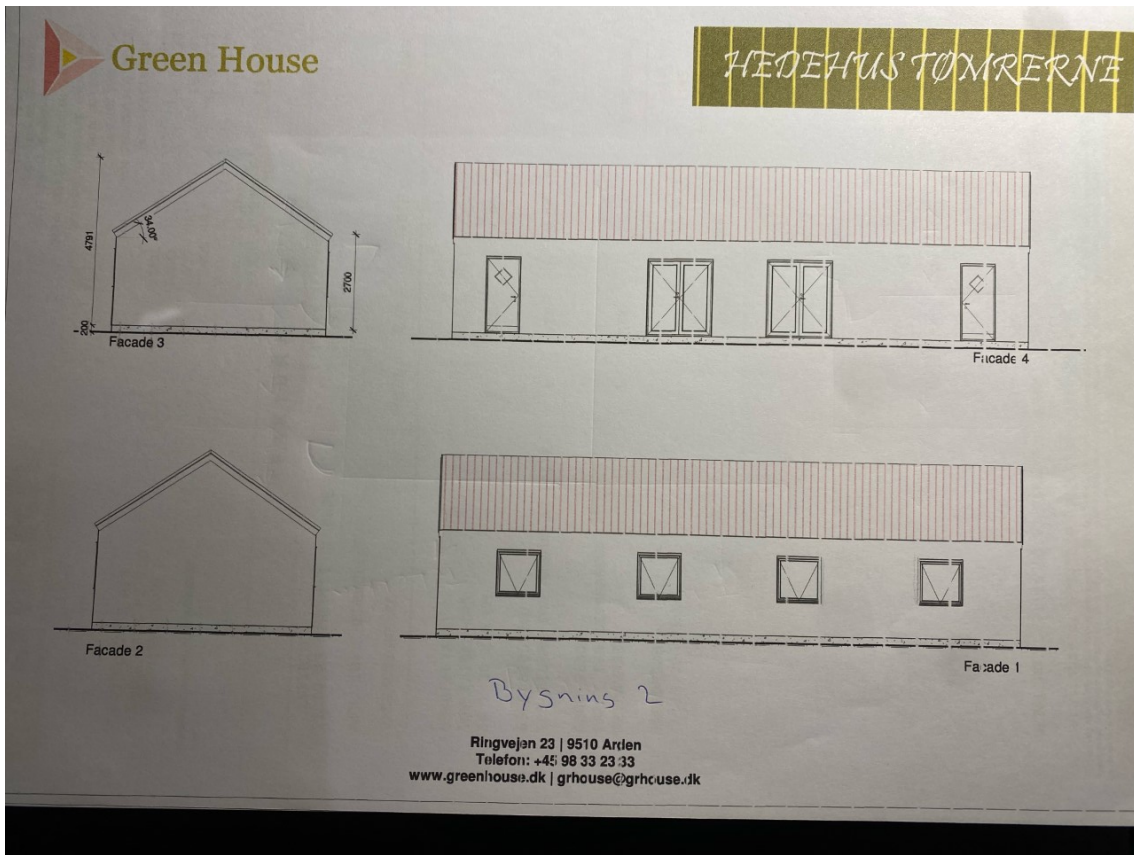 Green House
HEDEHUS TØMRERNE
34.00°
4791
2700
200
Facade 3
Facade 4
Facade 2
Facade 1
Bygning 2
Ringvejen 23 | 9510 Arden
Telefon: +45 98 33 23 33
www.greenhouse.dk | grhouse@grhouse.dk